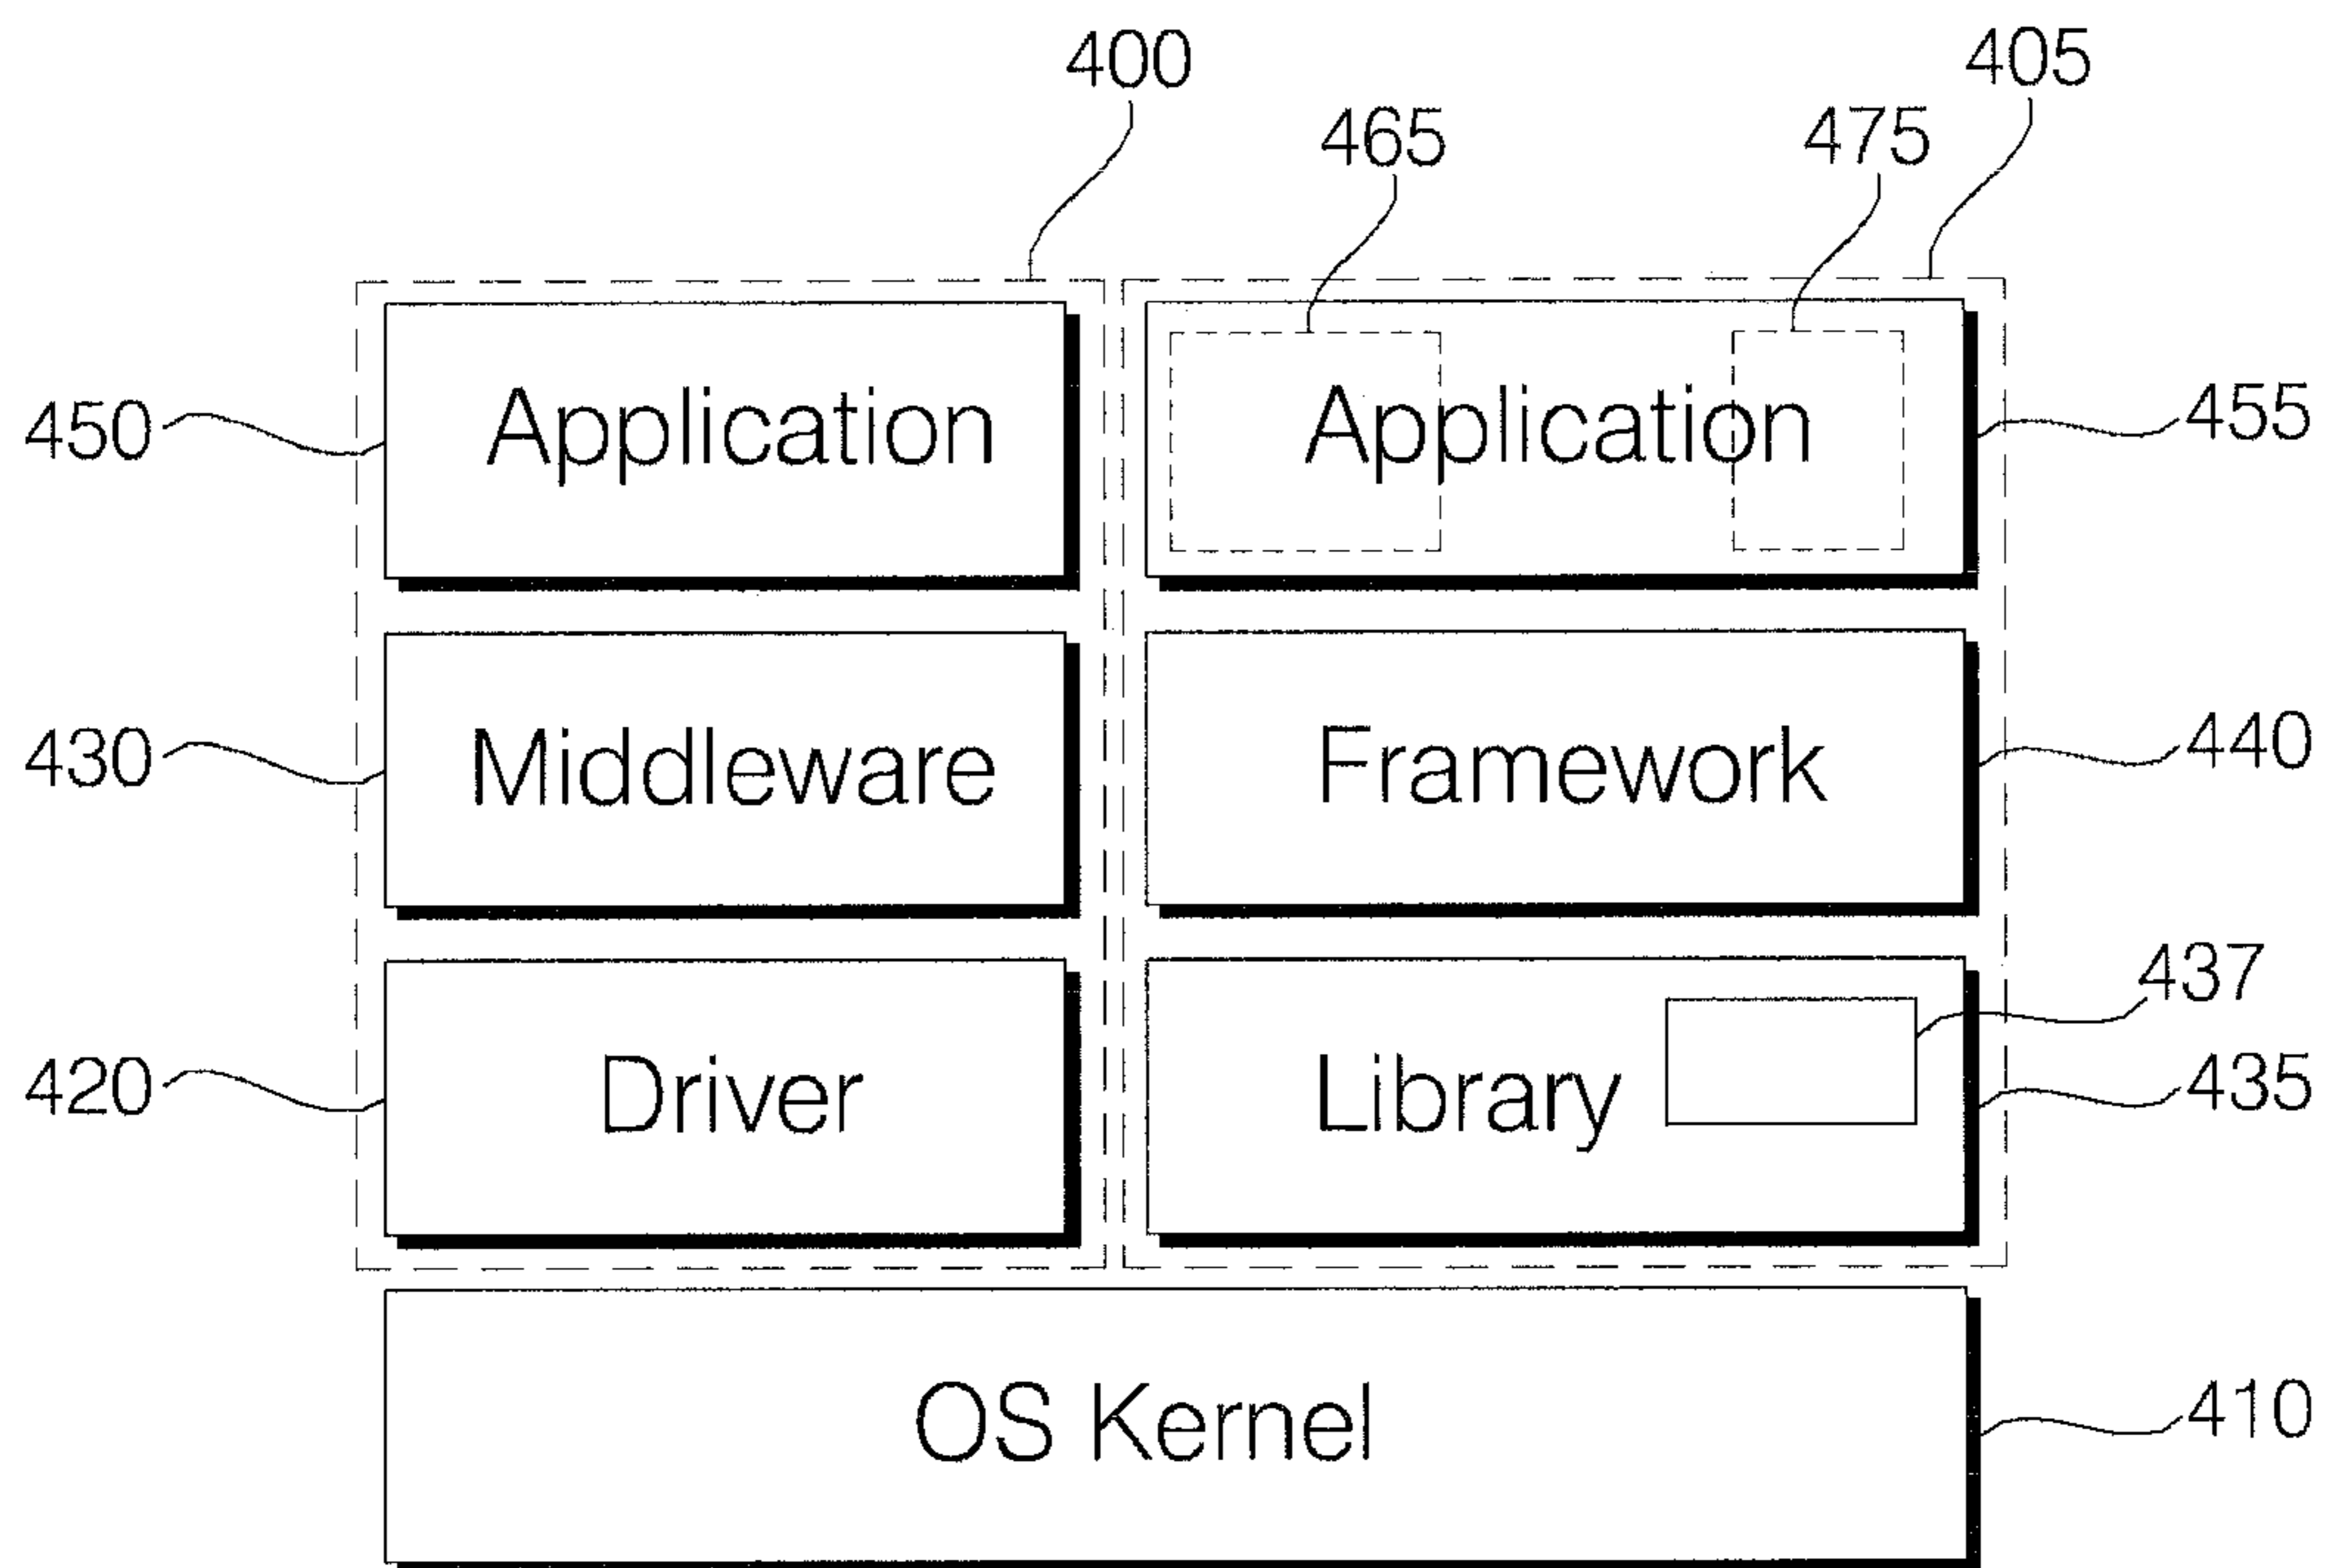 400 405
465 475
450 Application Application 455
430 Middleware Framework 440
437
420 Driver Library 435
OS Kernel 410